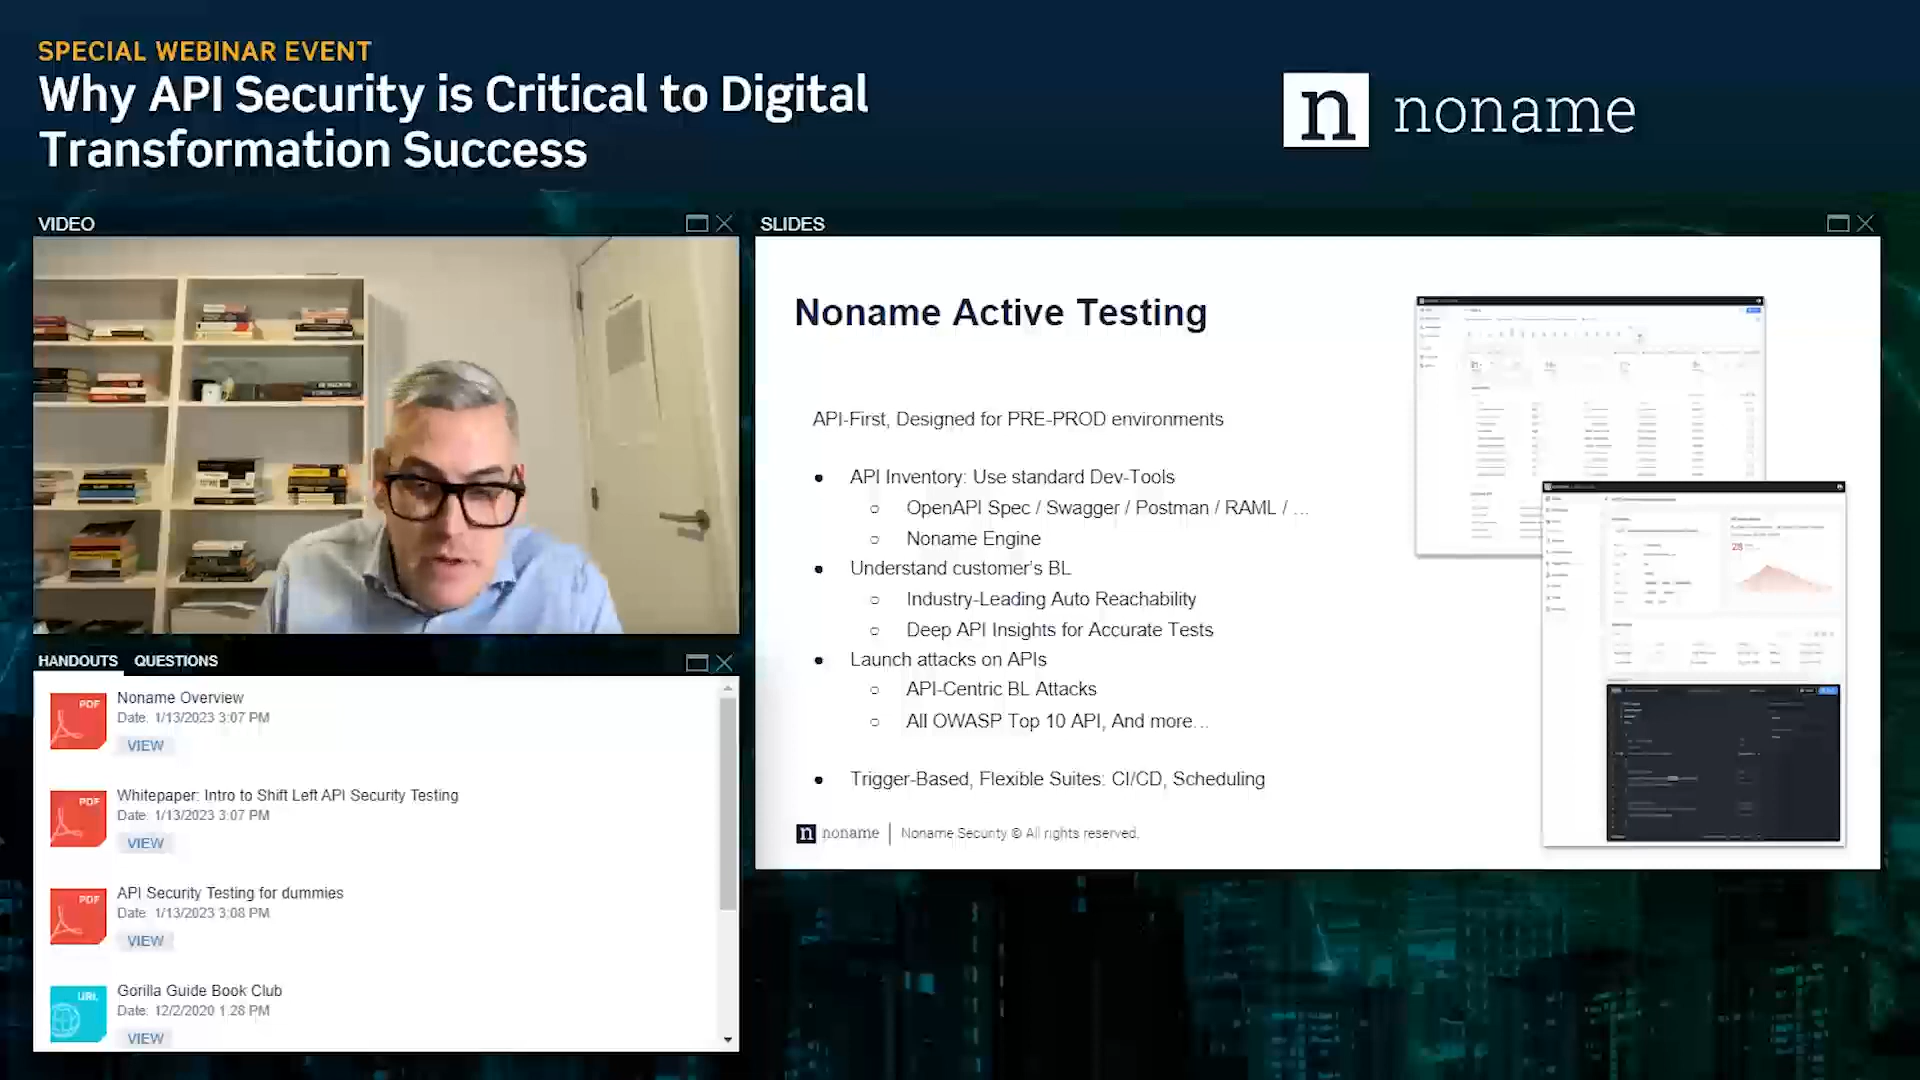 SPECIAL WEBINAR EVENT
Why API Security is Critical to Digital
Transformation Success
n noname
VIDEO
SLIDES
Noname Active Testing
API-First, Designed for PRE-PROD environments
• API Inventory: Use standard Dev-Tools
○ OpenAPI Spec / Swagger / Postman / RAML / ...
○ Noname Engine
• Understand customer's BL
○ Industry-Leading Auto Reachability
○ Deep API Insights for Accurate Tests
• Launch attacks on APIs
○ API-Centric BL Attacks
○ All OWASP Top 10 API, And more...
• Trigger-Based, Flexible Suites: CI/CD, Scheduling
n noname | Noname Security © All rights reserved.
28
HANDOUTS QUESTIONS
PDF
Noname Overview
Date: 1/13/2023 3:07 PM
VIEW
PDF
Whitepaper: Intro to Shift Left API Security Testing
Date: 1/13/2023 3:07 PM
VIEW
PDF
API Security Testing for dummies
Date: 1/13/2023 3:08 PM
VIEW
URL
Gorilla Guide Book Club
Date: 12/2/2020 1:28 PM
VIEW